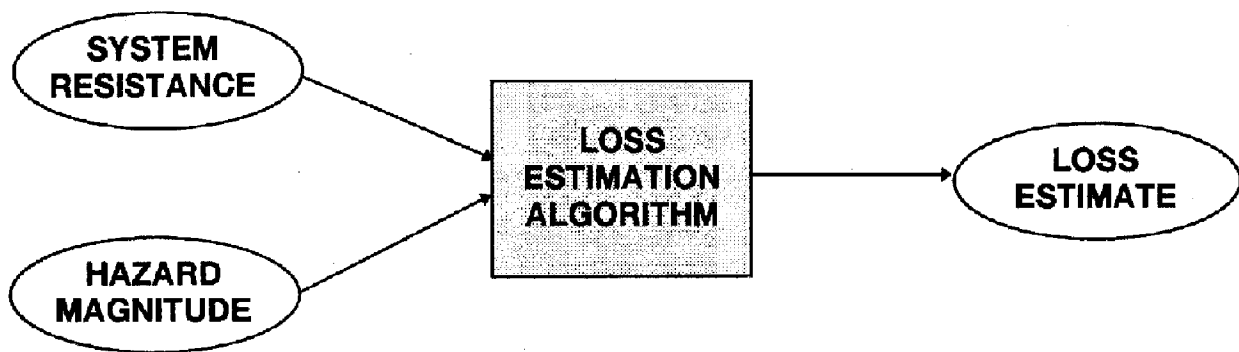 SYSTEM
RESISTANCE
HAZARD
MAGNITUDE
LOSS
ESTIMATION
ALGORITHM
LOSS
ESTIMATE